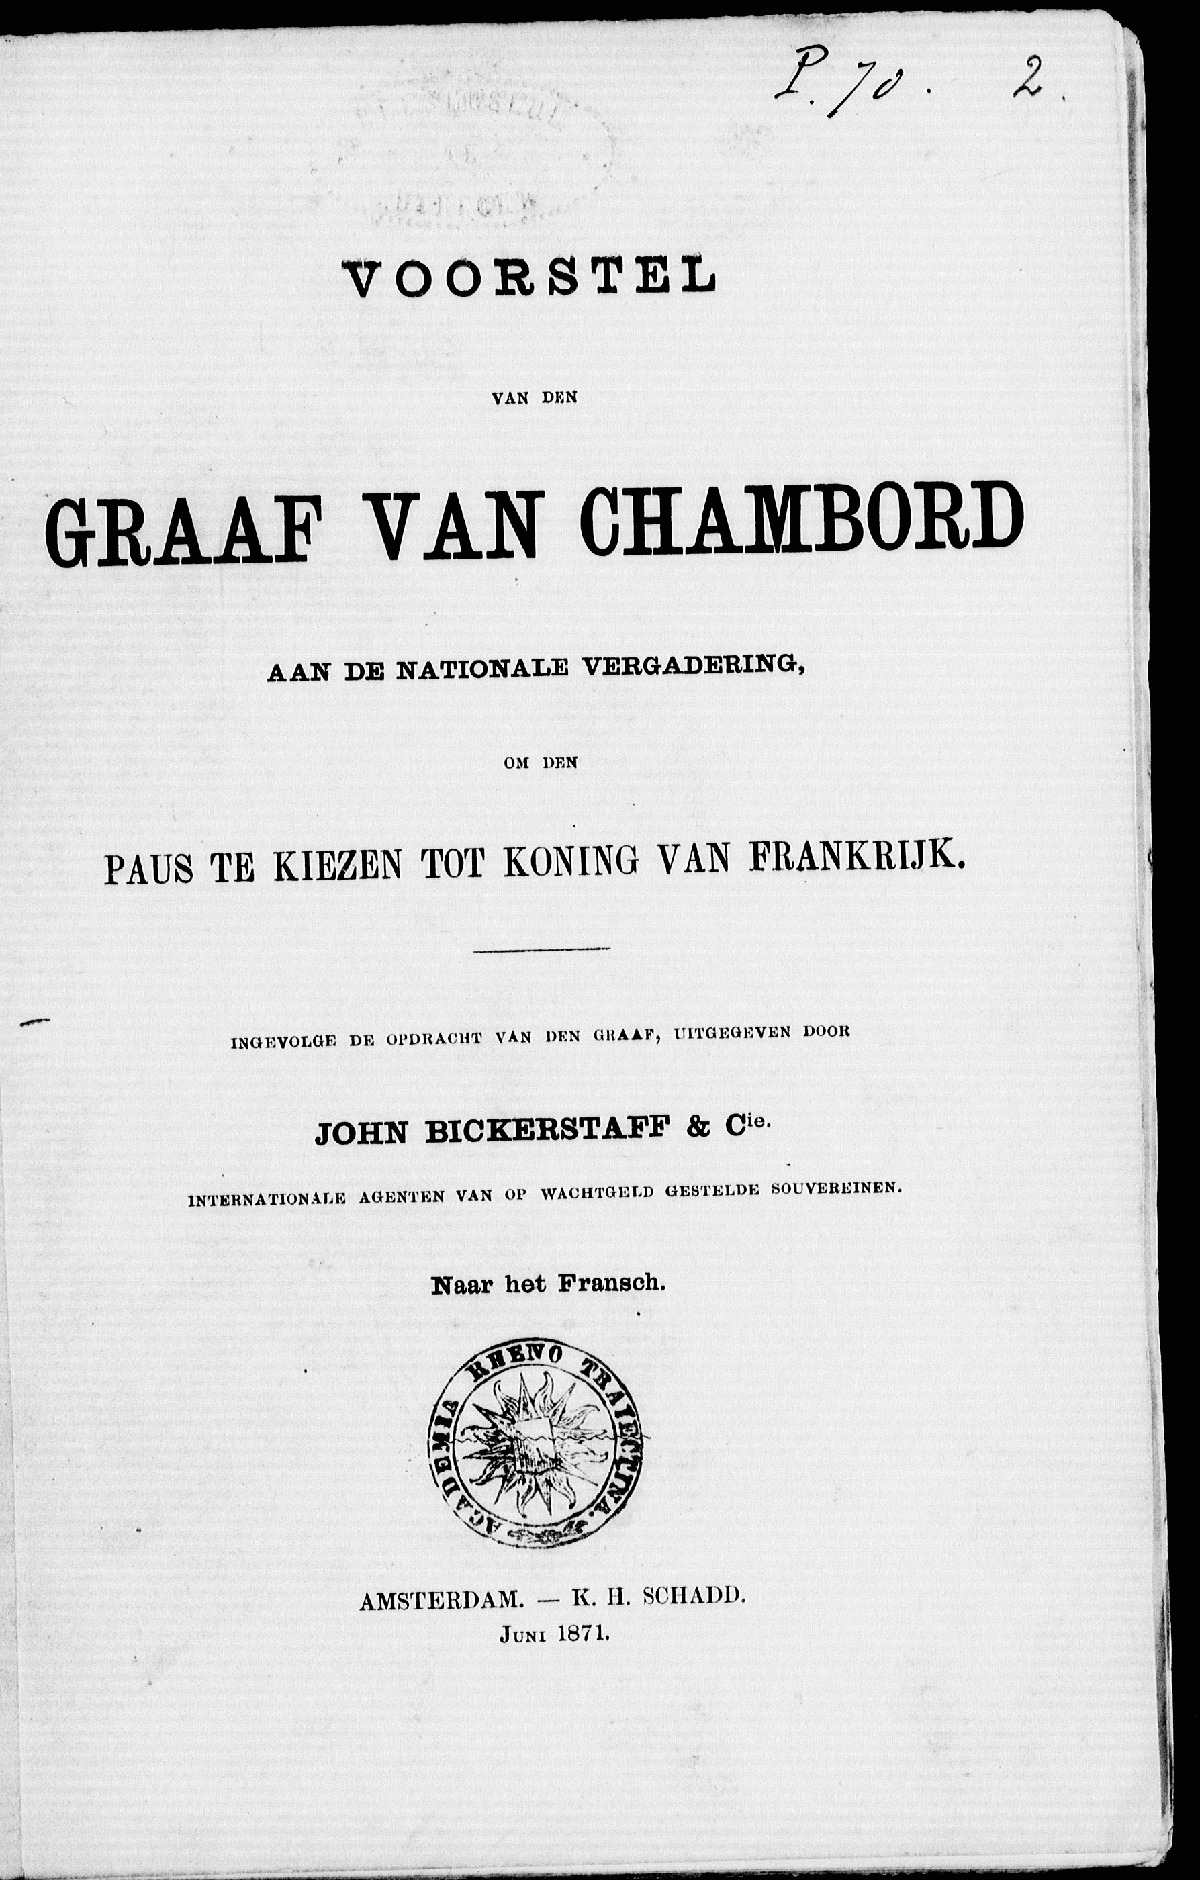 P. 70. 2.
VOORSTEL
VAN DEN
GRAAF VAN CHAMBORD
AAN DE NATIONALE VERGADERING,
OM DEN
PAUS TE KIEZEN TOT KONING VAN FRANKRIJK.
INGEVOLGE DE OPDRACHT VAN DEN GRAAF, UITGEGEVEN DOOR
JOHN BICKERSTAFF & Cie.
INTERNATIONALE AGENTEN VAN OP WACHTGELD GESTELDE SOUVEREINEN.
Naar het Fransch.
ACADEMIA RHENO TRAIECTINA.
AMSTERDAM. — K. H. SCHADD.
JUNI 1871.